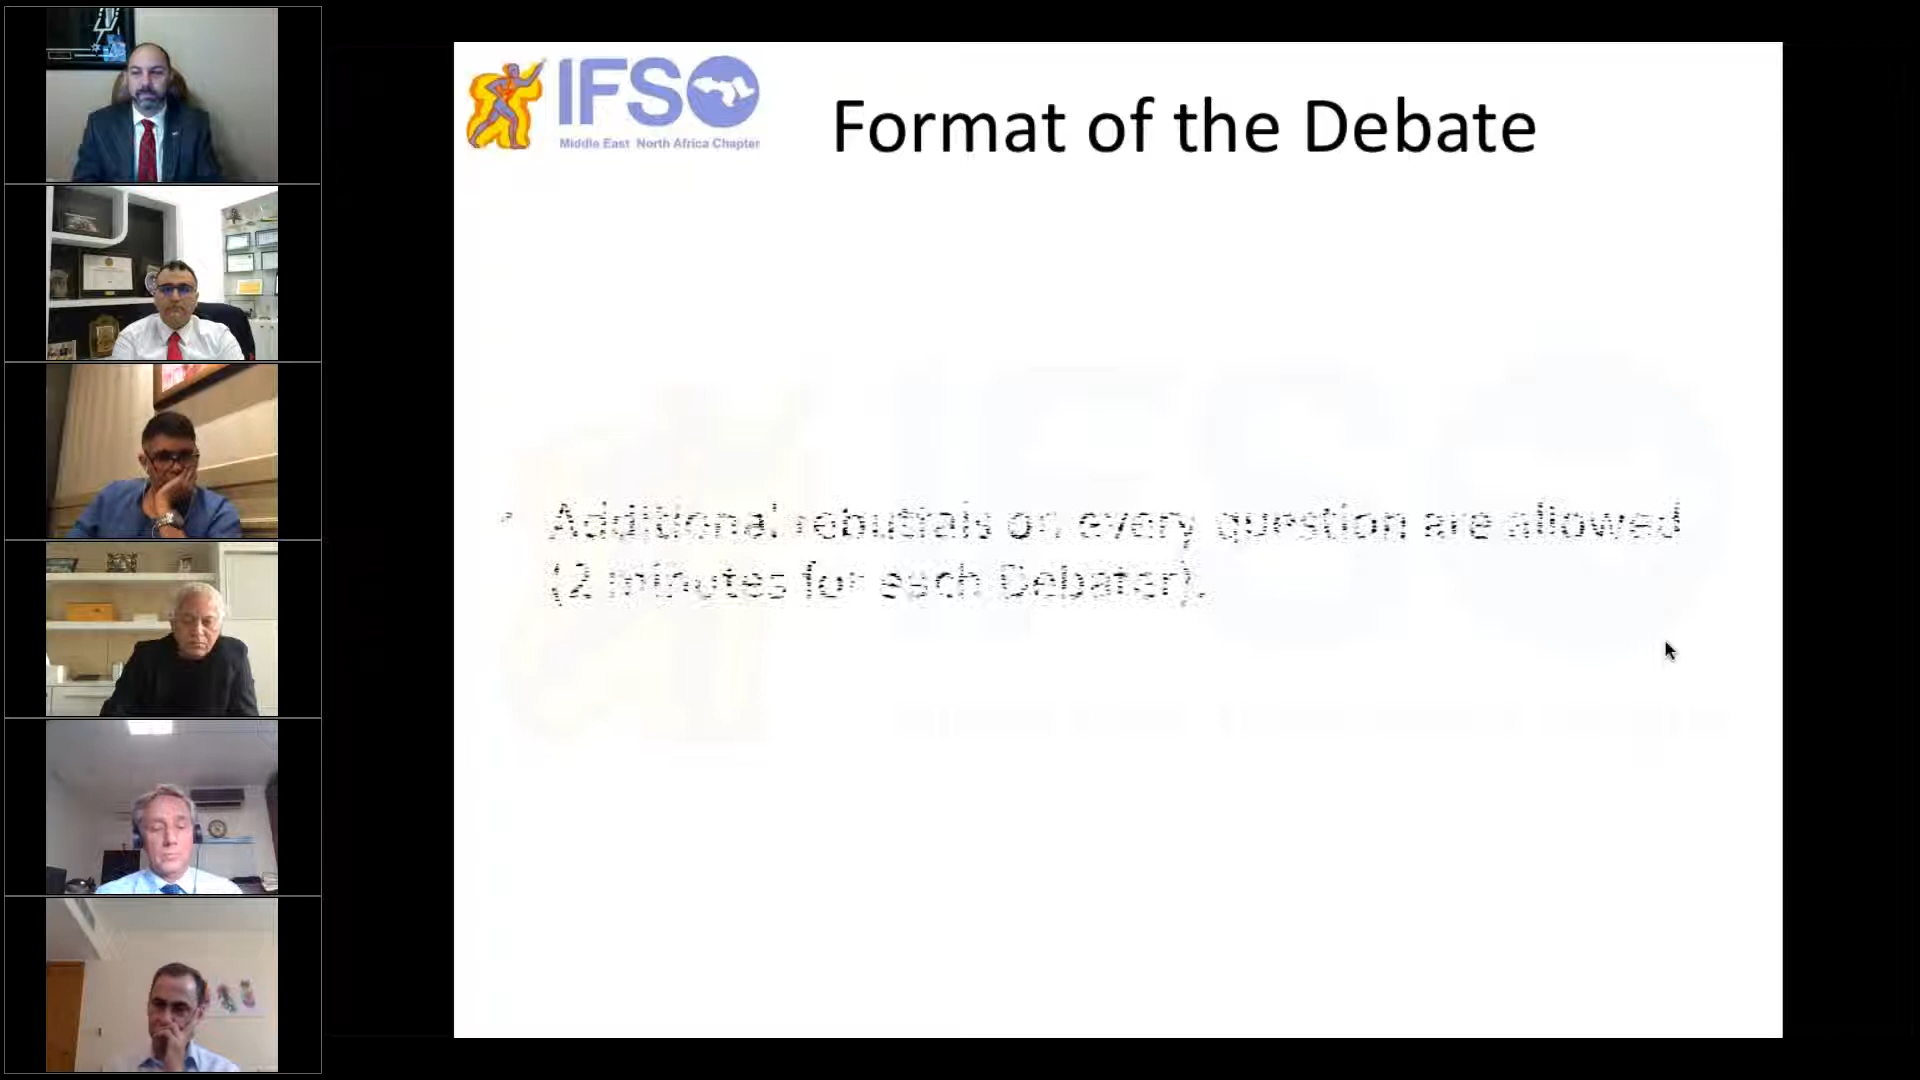 IFSO
Middle East North Africa Chapter
Format of the Debate
Additional rebuttals on every question are allowed
(2 minutes for each Debater).